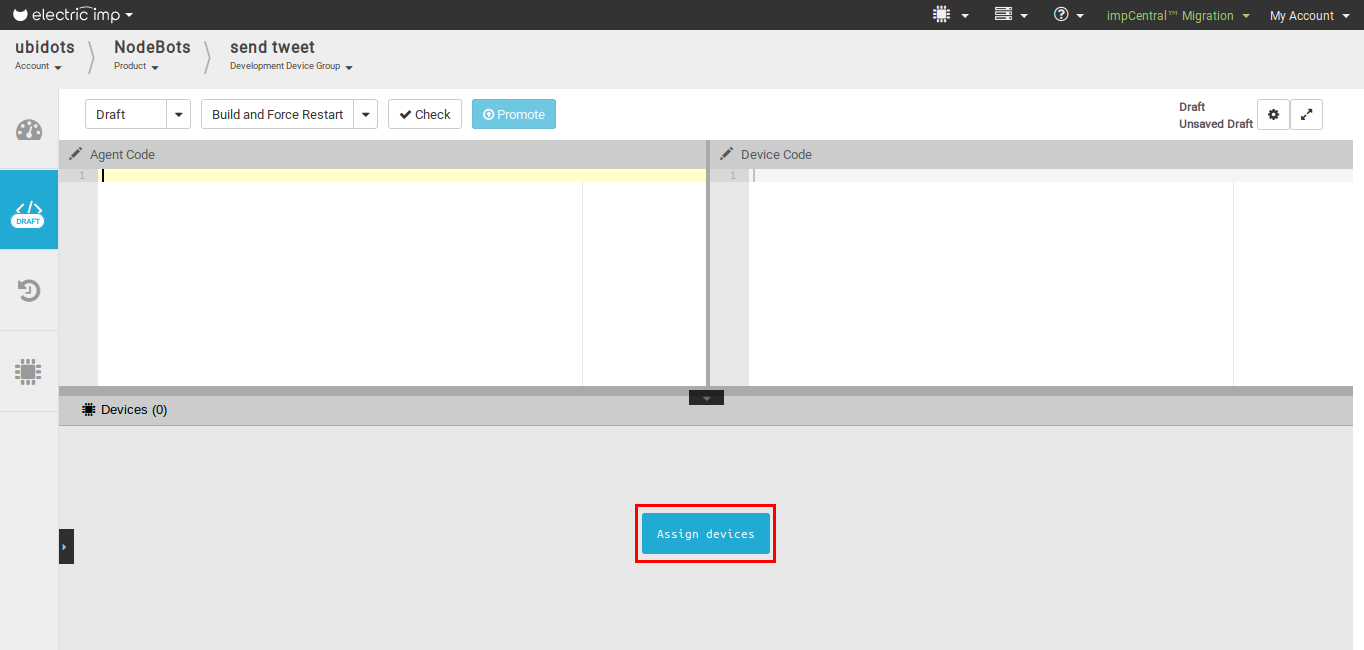 electric imp
impCentral™ Migration
My Account
ubidots
NodeBots
send tweet
Account
Product
Development Device Group
Draft
Build and Force Restart
Check
Promote
Draft
Unsaved Draft
Agent Code
Device Code
1
1
DRAFT
Devices (0)
Assign devices